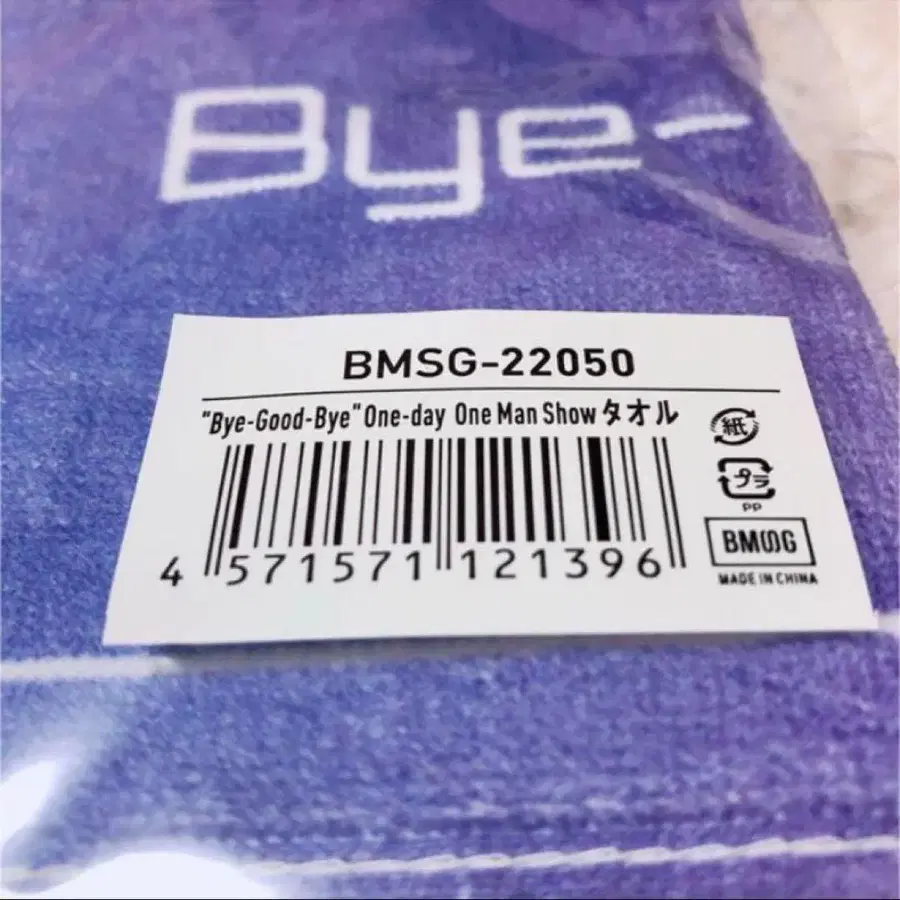 Bye-
BMSG-22050
"Bye-Good-Bye" One-day One Man Show タオル
紙
プラ
PP
BMSG
MADE IN CHINA
4 571571 121396